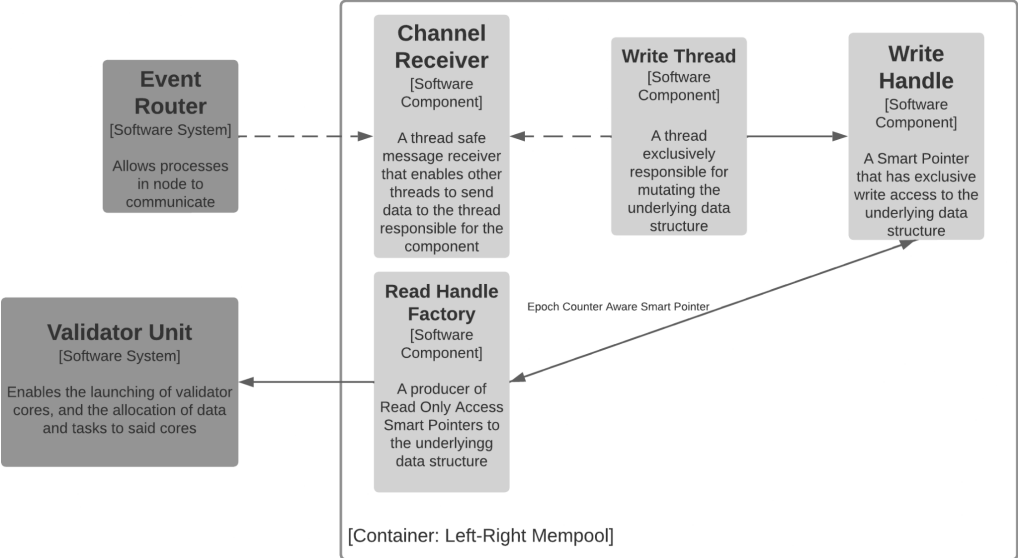 Event
Router
[Software System]
Allows processes
in node to
communicate
Channel
Receiver
[Software
Component]
A thread safe
message receiver
that enables other
threads to send
data to the thread
responsible for the
component
Write Thread
[Software
Component]
A thread
exclusively
responsible for
mutating the
underlying data
structure
Write
Handle
[Software
Component]
A Smart Pointer
that has exclusive
write access to the
underlying data
structure
Validator Unit
[Software System]
Enables the launching of validator
cores, and the allocation of data
and tasks to said cores
Read Handle
Factory
[Software
Component]
A producer of
Read Only Access
Smart Pointers to
the underlyingg
data structure
Epoch Counter Aware Smart Pointer
[Container: Left-Right Mempool]